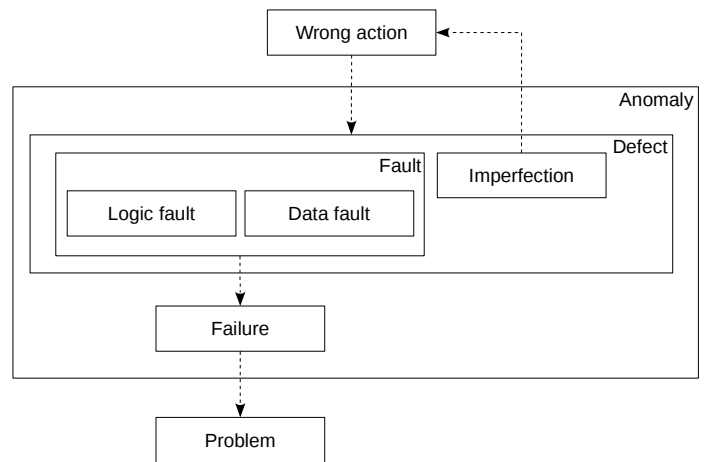 Wrong action
Anomaly
Defect
Fault
Imperfection
Logic fault
Data fault
Failure
Problem